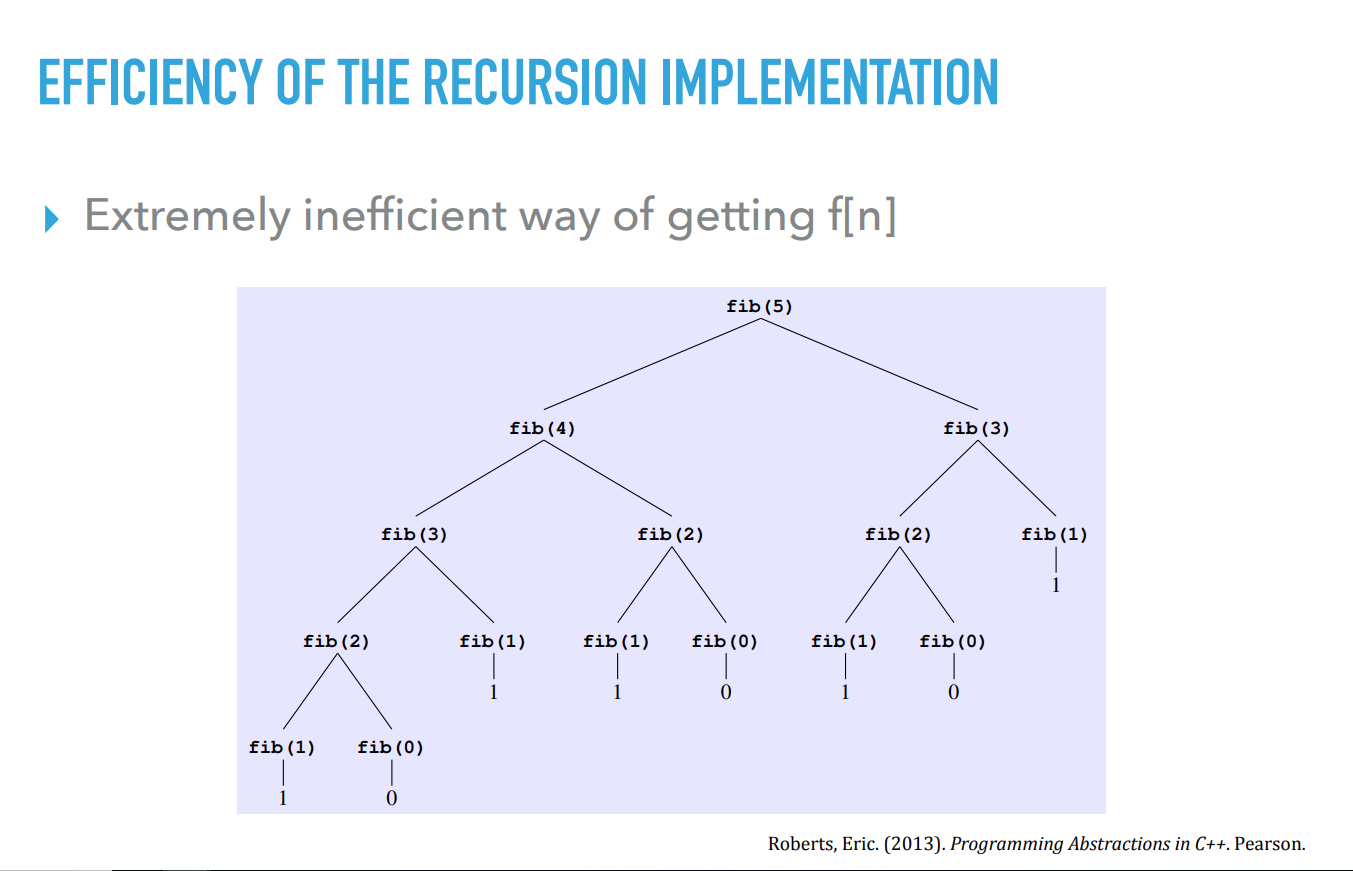 EFFICIENCY OF THE RECURSION IMPLEMENTATION
Extremely inefficient way of getting f[n]
fib(5)
fib(4) fib(3)
fib(3) fib(2) fib(2) fib(1)
1
fib(2) fib(1) fib(1) fib(0) fib(1) fib(0)
1 1 0 1 0
fib(1) fib(0)
1 0
Roberts, Eric. (2013). Programming Abstractions in C++. Pearson.